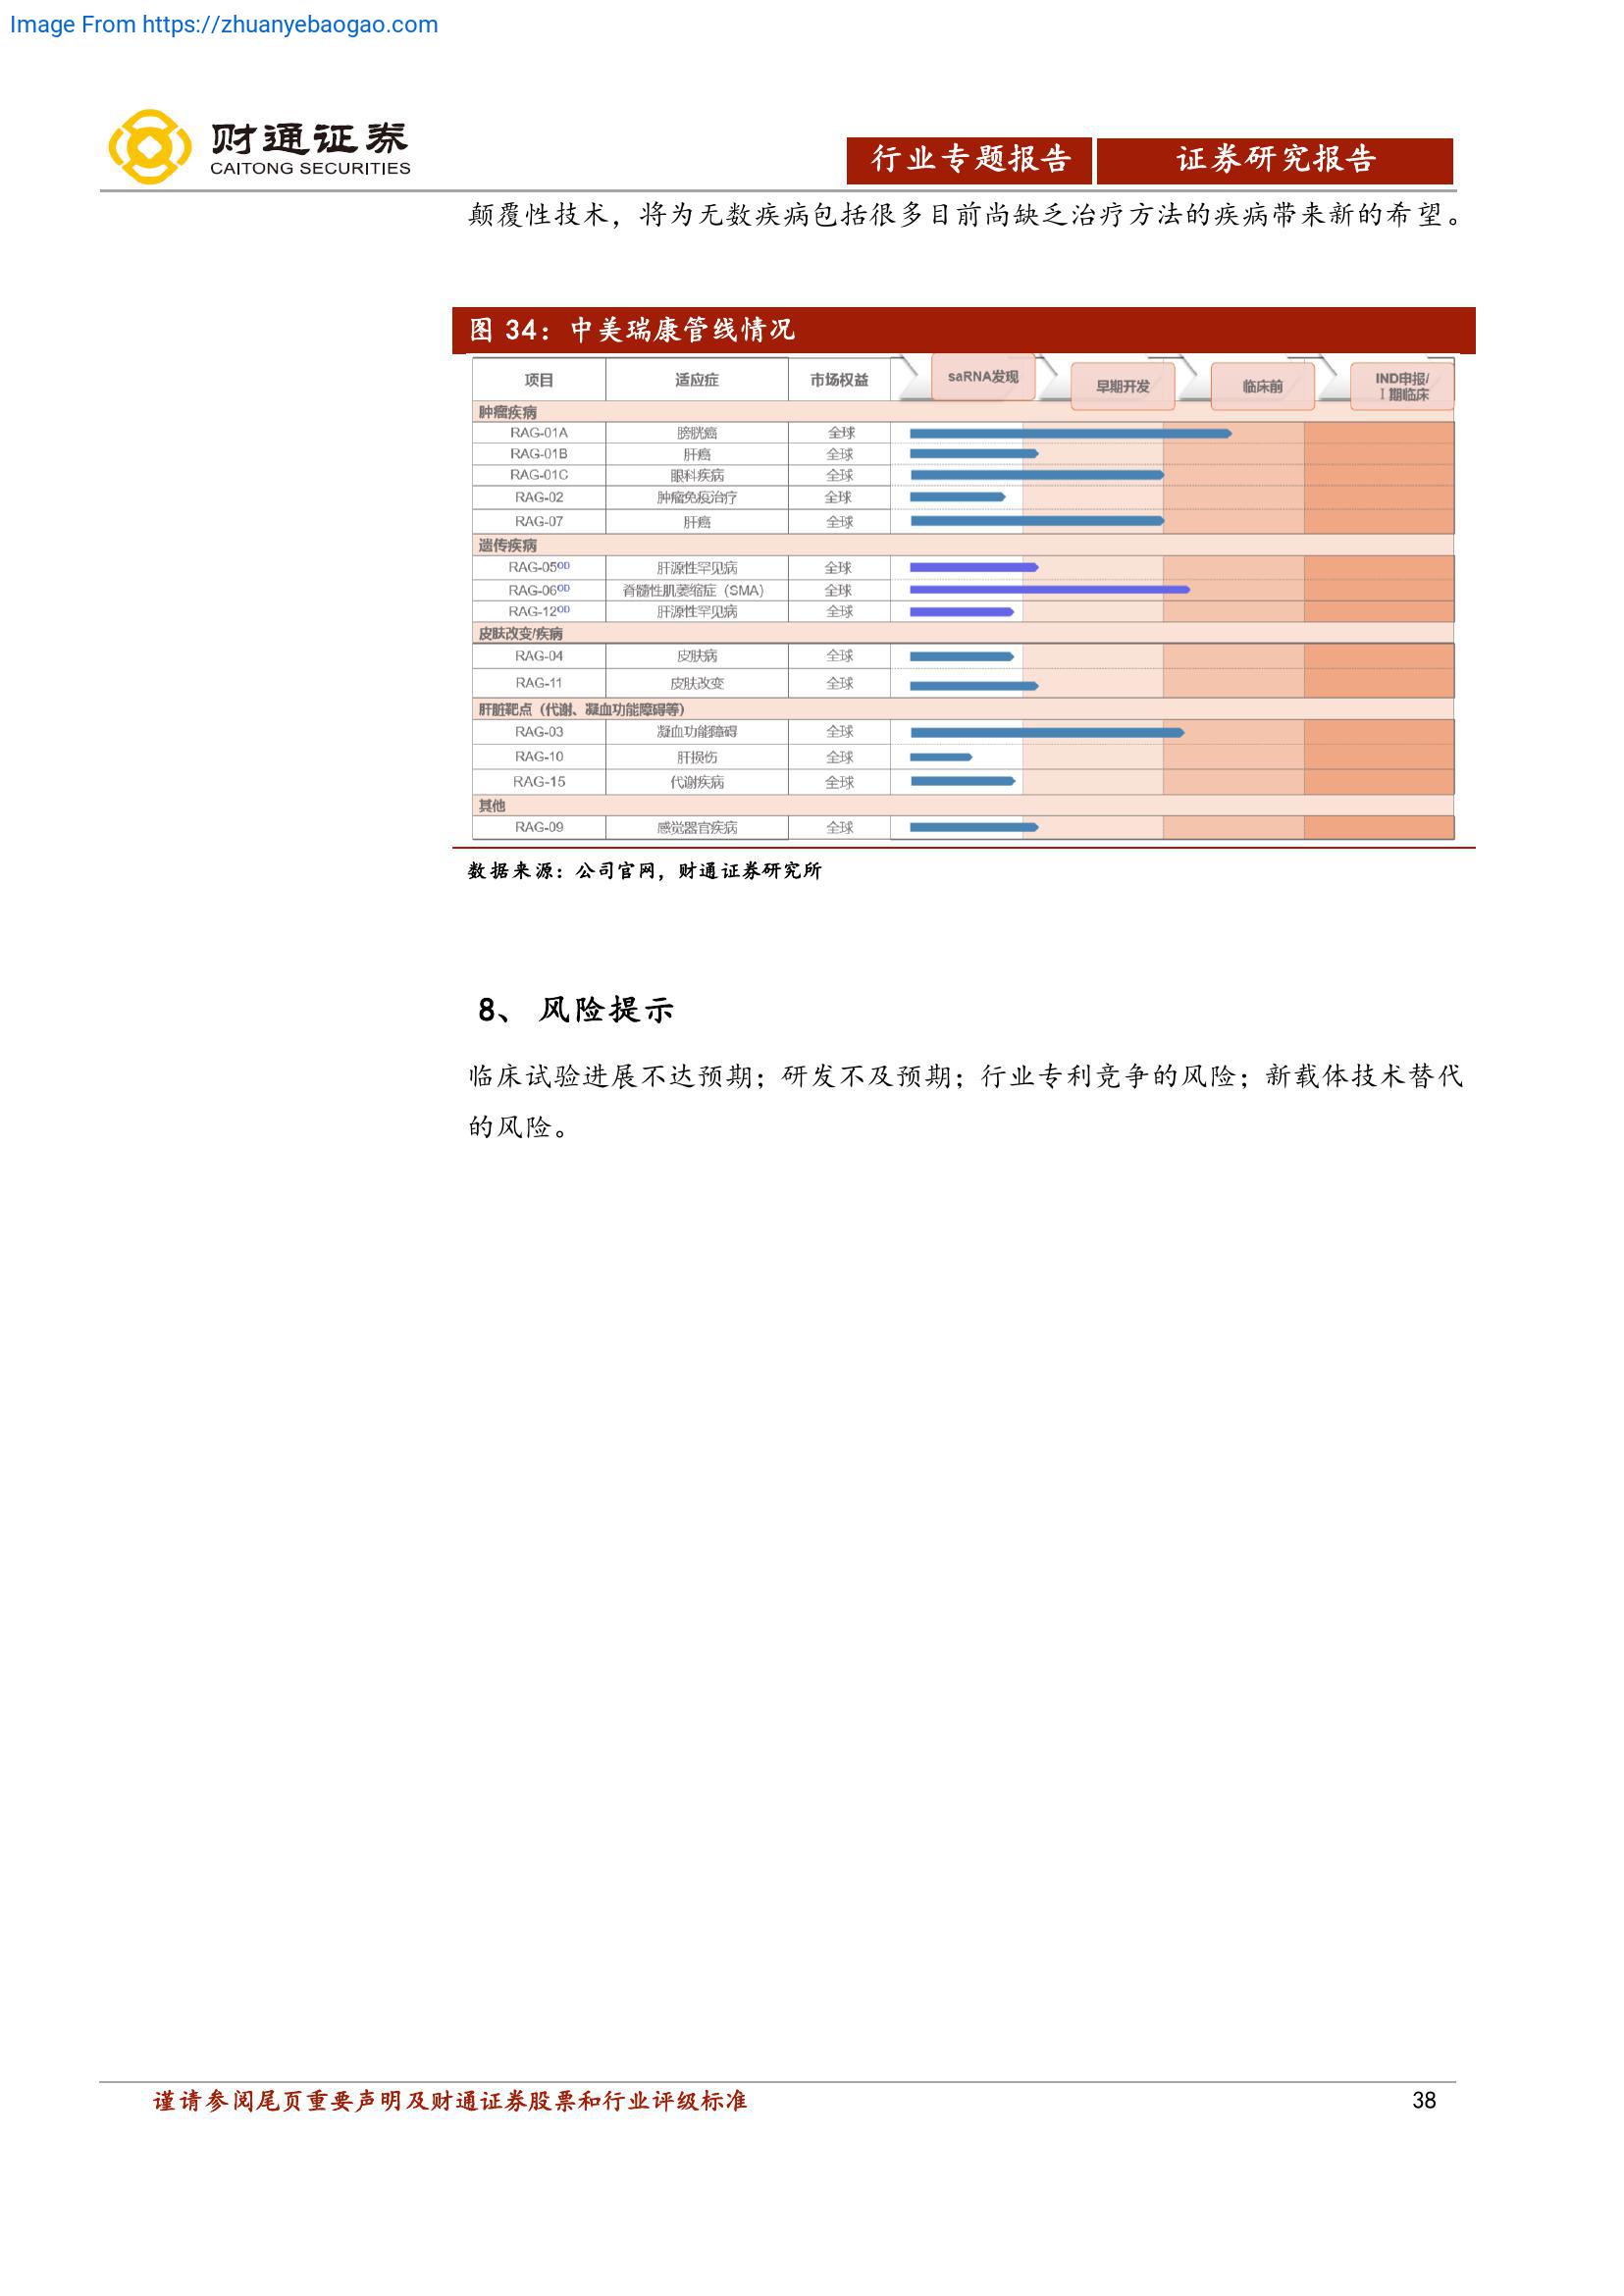 Image From https://zhuanyebaogao.com
财通证券
CAITONG SECURITIES
行业专题报告 证券研究报告
颠覆性技术，将为无数疾病包括很多目前尚缺乏治疗方法的疾病带来新的希望。
图 34：中美瑞康管线情况
项目 适应症 市场权益 saRNA发现 早期开发 临床前 IND申报/
Ⅰ期临床
肿瘤疾病
RAG-01A 膀胱癌 全球
RAG-01B 肝癌 全球
RAG-01C 眼科疾病 全球
RAG-02 肿瘤免疫治疗 全球
RAG-07 肝癌 全球
遗传疾病
RAG-05OD 肝源性罕见病 全球
RAG-06OD 脊髓性肌萎缩症（SMA） 全球
RAG-12OD 肝源性罕见病 全球
皮肤改变/疾病
RAG-04 皮肤病 全球
RAG-11 皮肤改变 全球
肝脏靶点（代谢、凝血功能障碍等）
RAG-03 凝血功能障碍 全球
RAG-10 肝损伤 全球
RAG-15 代谢疾病 全球
其他
RAG-09 感觉器官疾病 全球
数据来源：公司官网，财通证券研究所
8、 风险提示
临床试验进展不达预期；研发不及预期；行业专利竞争的风险；新载体技术替代
的风险。
谨请参阅尾页重要声明及财通证券股票和行业评级标准 38